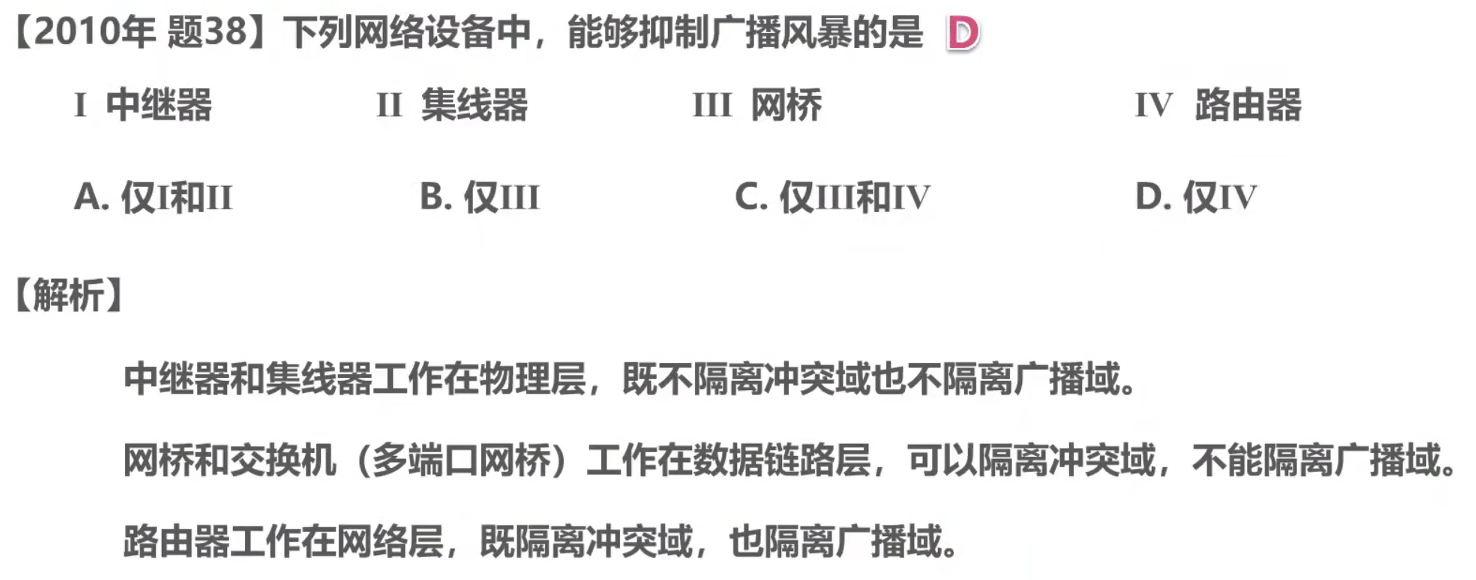 【2010年 题38】下列网络设备中，能够抑制广播风暴的是 D
I 中继器 II 集线器 III 网桥 IV 路由器
A. 仅I和II B. 仅III C. 仅III和IV D. 仅IV
【解析】
中继器和集线器工作在物理层，既不隔离冲突域也不隔离广播域。
网桥和交换机（多端口网桥）工作在数据链路层，可以隔离冲突域，不能隔离广播域。
路由器工作在网络层，既隔离冲突域，也隔离广播域。